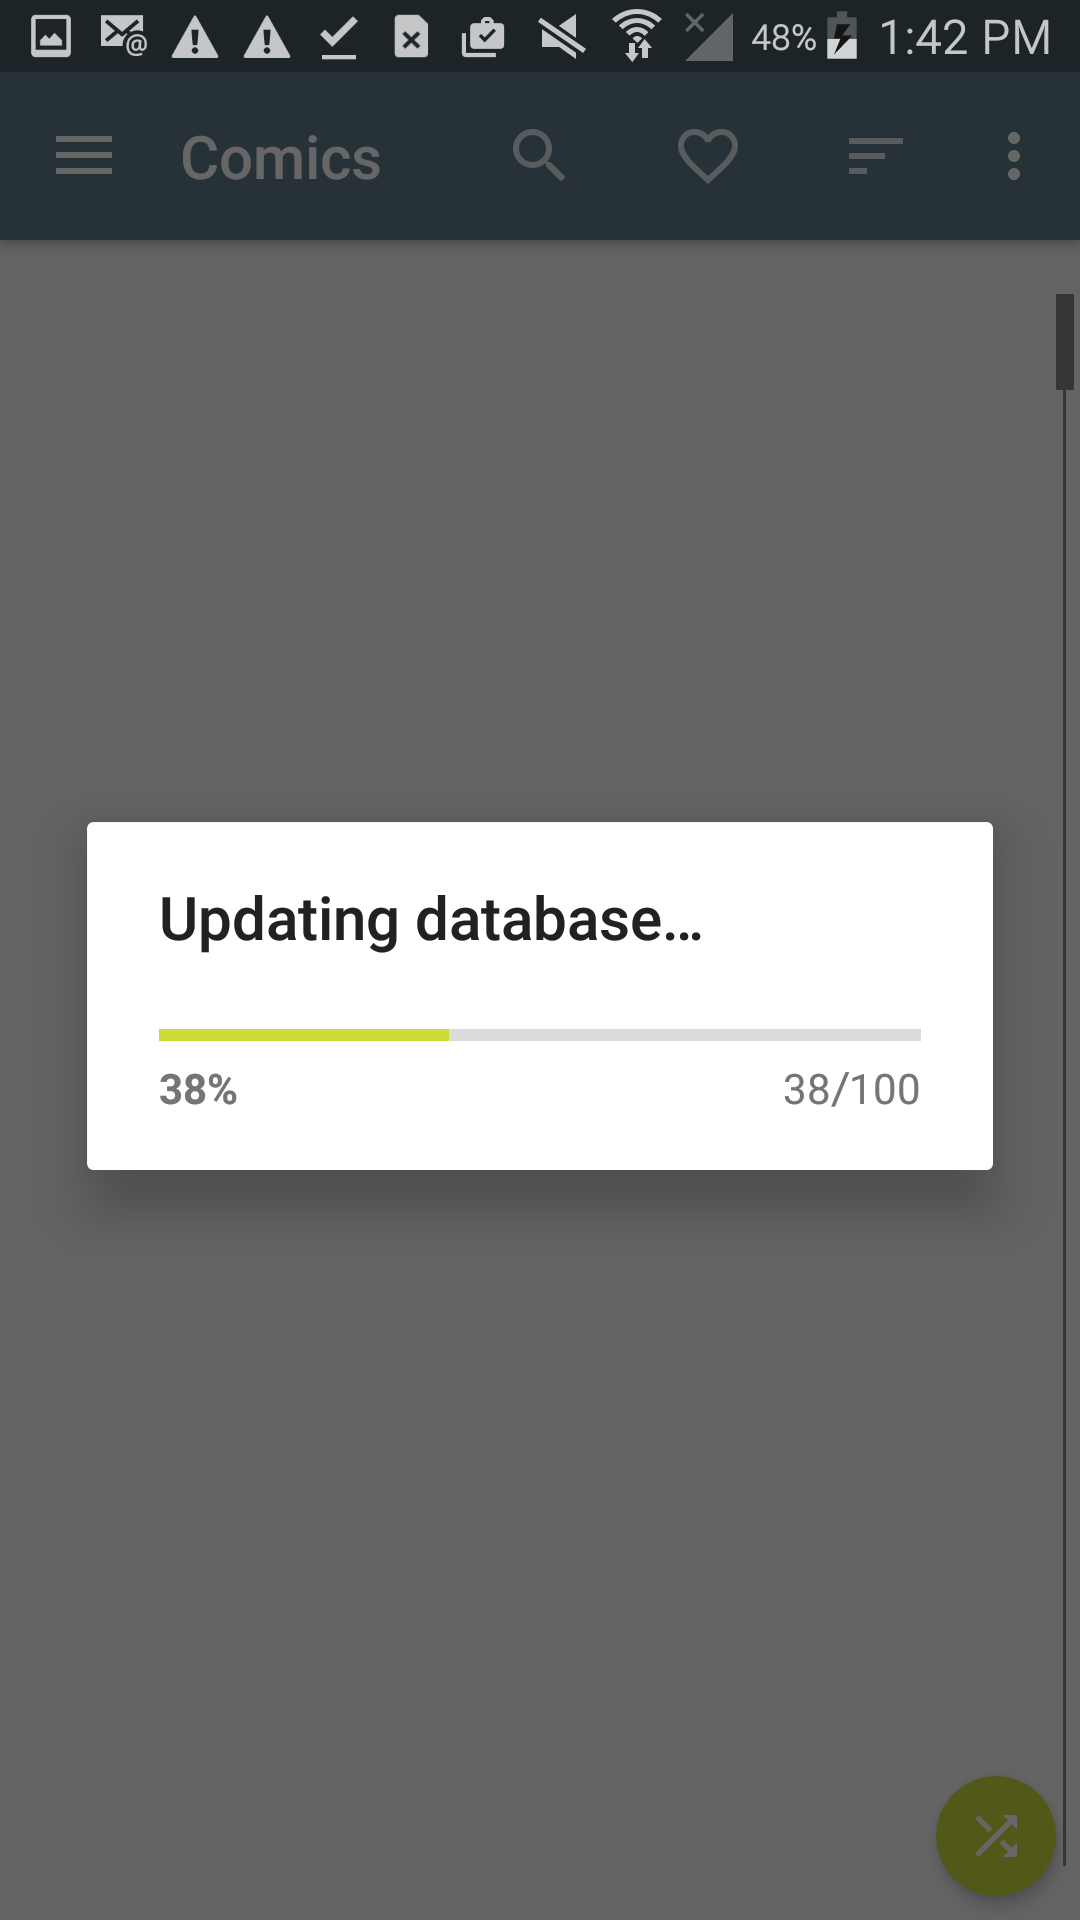 48% 1:42 PM
Comics
Updating database...
38% 38/100